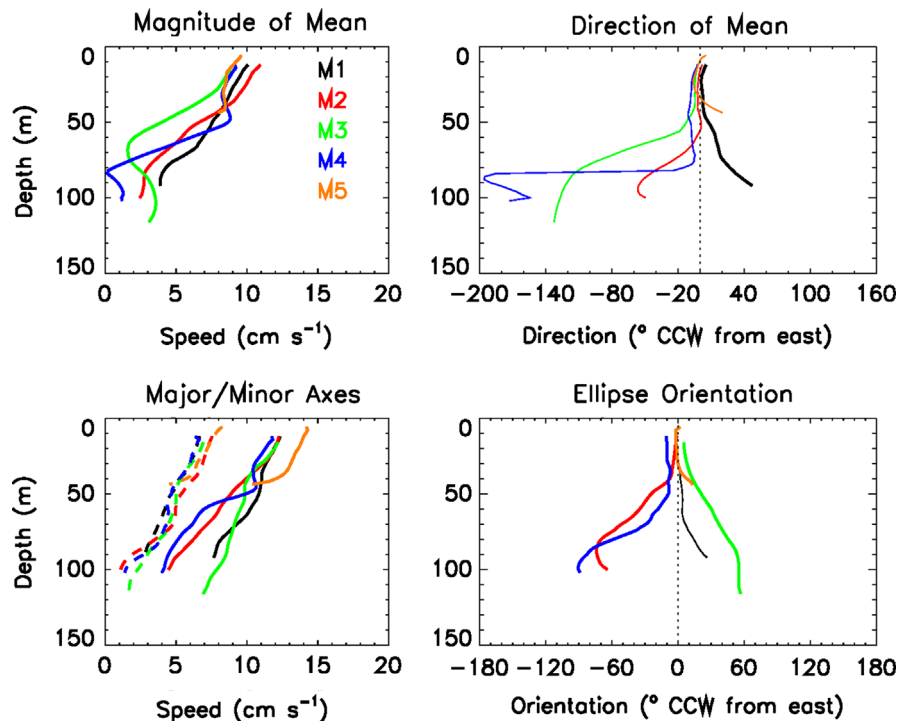 Magnitude of Mean
0
50
100
150
Depth (m)
M1
M2
M3
M4
M5
0 5 10 15 20
Speed (cm s⁻¹)
Direction of Mean
0
50
100
150
-200 -140 -80 -20 40 100 160
Direction (° CCW from east)
Major/Minor Axes
0
50
100
150
Depth (m)
0 5 10 15 20
Speed (cm s⁻¹)
Ellipse Orientation
0
50
100
150
-180 -120 -60 0 60 120 180
Orientation (° CCW from east)